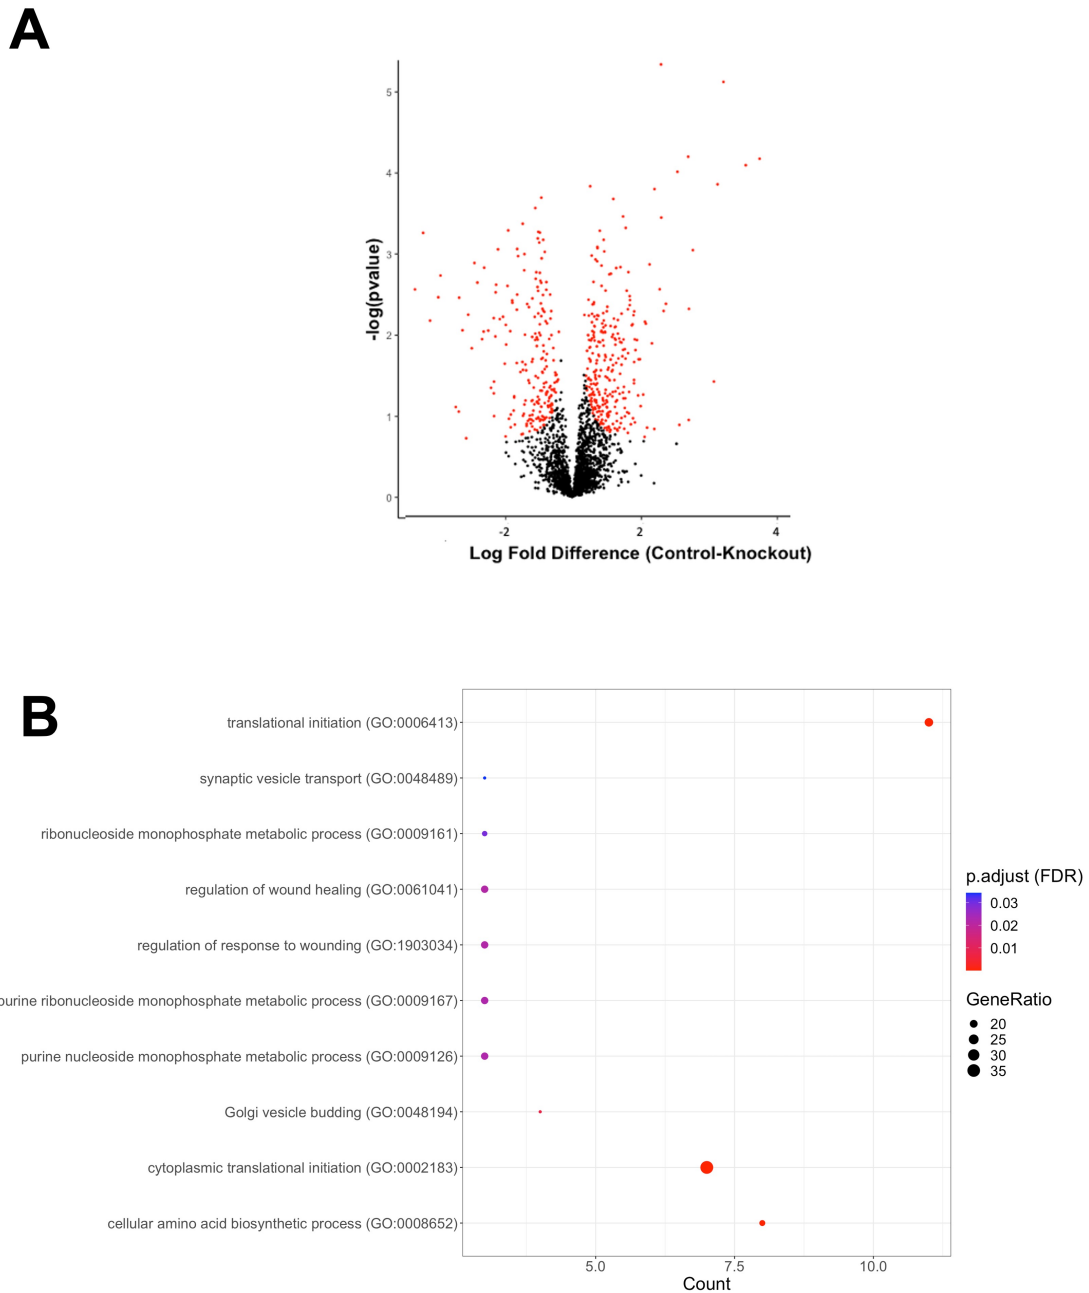 A
5
4
3
2
1
0
-log(pvalue)
-2
2
4
Log Fold Difference (Control-Knockout)
B
translational initiation (GO:0006413)
synaptic vesicle transport (GO:0048489)
ribonucleoside monophosphate metabolic process (GO:0009161)
regulation of wound healing (GO:0061041)
regulation of response to wounding (GO:1903034)
purine ribonucleoside monophosphate metabolic process (GO:0009167)
purine nucleoside monophosphate metabolic process (GO:0009126)
Golgi vesicle budding (GO:0048194)
cytoplasmic translational initiation (GO:0002183)
cellular amino acid biosynthetic process (GO:0008652)
5.0
7.5
10.0
Count
p.adjust (FDR)
0.03
0.02
0.01
GeneRatio
20
25
30
35